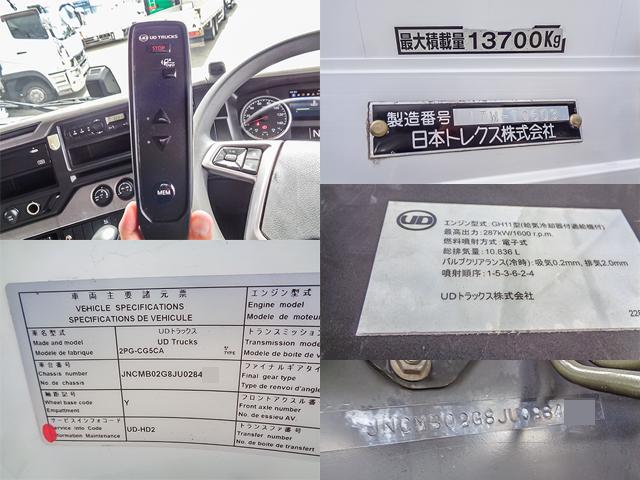 UD TRUCKS
STOP
MEM
最大積載量13700Kg
製造番号
日本トレクス株式会社
UD
エンジン型式:GH11型(給気冷却器付過給機付)
最高出力:287kW/1600 r.p.m.
燃料噴射方式:電子式
総排気量:10.836 L
バルブクリアランス(冷時):吸気0.2mm,排気2.0mm
噴射順序:1-5-3-6-2-4
UDトラックス株式会社
車両主要諸元票
VEHICLE SPECIFICATIONS
SPECIFICATIONS DE VEHICULE
エンジン型式
Engine model
Modele de moteur
車名型式
Made and model
Modele de fabrique
UDトラックス
UD Trucks
2PG-CG5CA
TYPE
トランスミッション
Transmission
Modele de boite de v
車台番号
Chassis number
No. de chassis
JNCMB02G8JU0284
ファイナルギアタイ
Final gear type
Type de renvoi d'angle
軸距記号
Wheel base code
Empattment
Y
フロントアクスル番号
Front axle number
No. de essieu AV.
サービスインフォコード
Service info Code
Information Maintenance
UD-HD2
トランスファ番号
Transfer number
No. de boite de transfert
JNCMB02G8JU0284